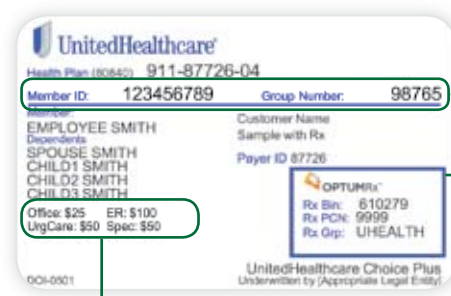 UnitedHealthcare
Health Plan (80840) 911-87726-04
Member ID: 123456789 Group Number: 98765
Member:
EMPLOYEE SMITH
Dependents
SPOUSE SMITH
CHILD1 SMITH
CHILD2 SMITH
CHILD3 SMITH
Office: $25 ER: $100
UrgCare: $50 Spec: $50
DOI-0501
Customer Name
Sample with Rx
Payer ID 87726
OPTUMRx
Rx Bin: 610279
Rx PCN: 9999
Rx Grp: UHEALTH
UnitedHealthcare Choice Plus
Underwritten by [Appropriate Legal Entity]